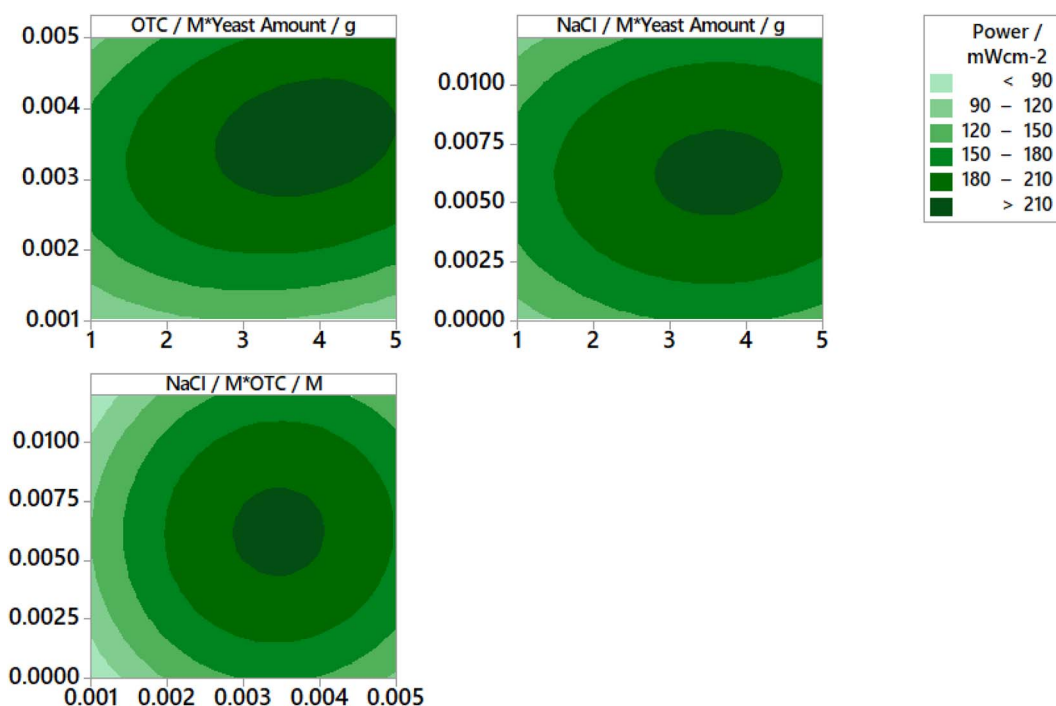 OTC / M*Yeast Amount / g
0.005
0.004
0.003
0.002
0.001
1 2 3 4 5
NaCl / M*Yeast Amount / g
0.0100
0.0075
0.0050
0.0025
0.0000
1 2 3 4 5
Power /
mWcm-2
< 90
90 – 120
120 – 150
150 – 180
180 – 210
> 210
NaCl / M*OTC / M
0.0100
0.0075
0.0050
0.0025
0.0000
0.001 0.002 0.003 0.004 0.005